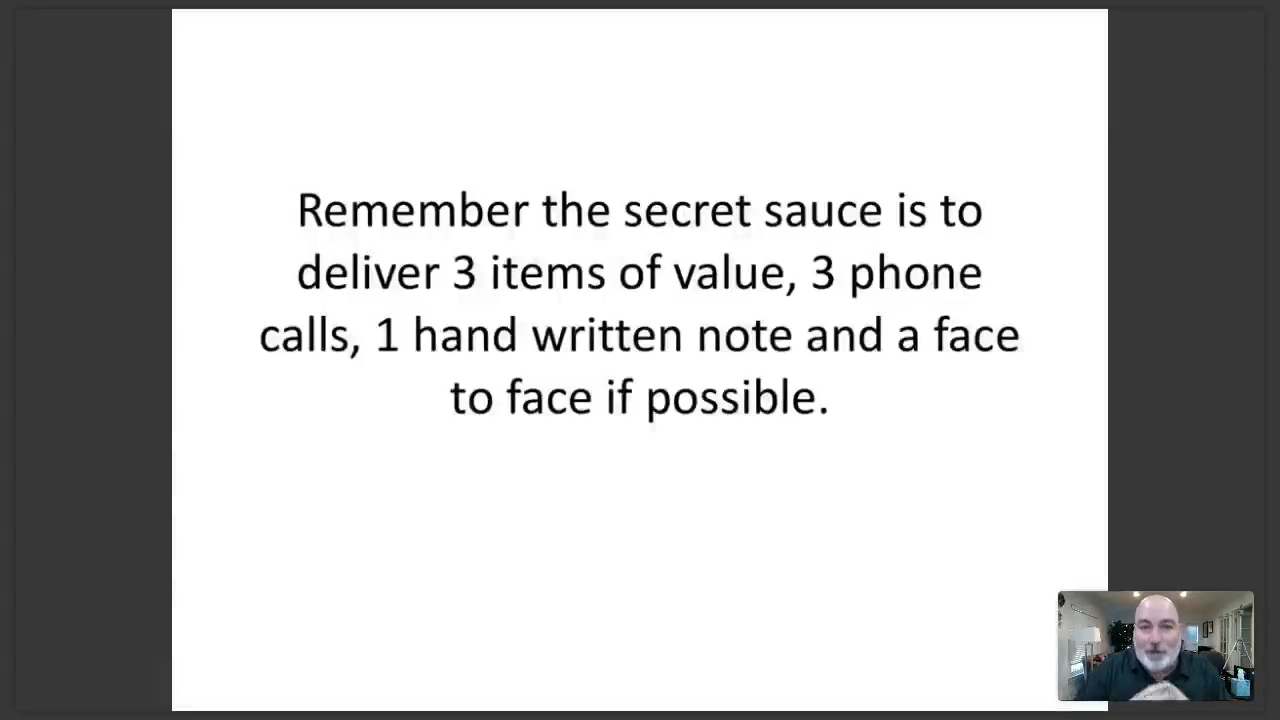 Remember the secret sauce is to
deliver 3 items of value, 3 phone
calls, 1 hand written note and a face
to face if possible.